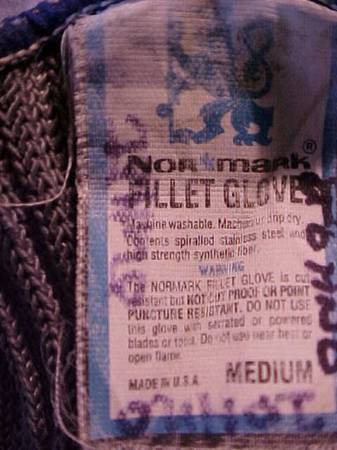 Normark®
FILLET GLOVE
Machine washable. Machine or drip dry.
Contents spiralled stainless steel and
high strength synthetic fiber.
WARNING
The NORMARK FILLET GLOVE is cut
resistant but NOT CUT PROOF OR POINT
PUNCTURE RESISTANT. DO NOT USE
this glove with serrated or powered
blades or tools. Do not use near heat or
open flame.
MADE IN U.S.A. MEDIUM